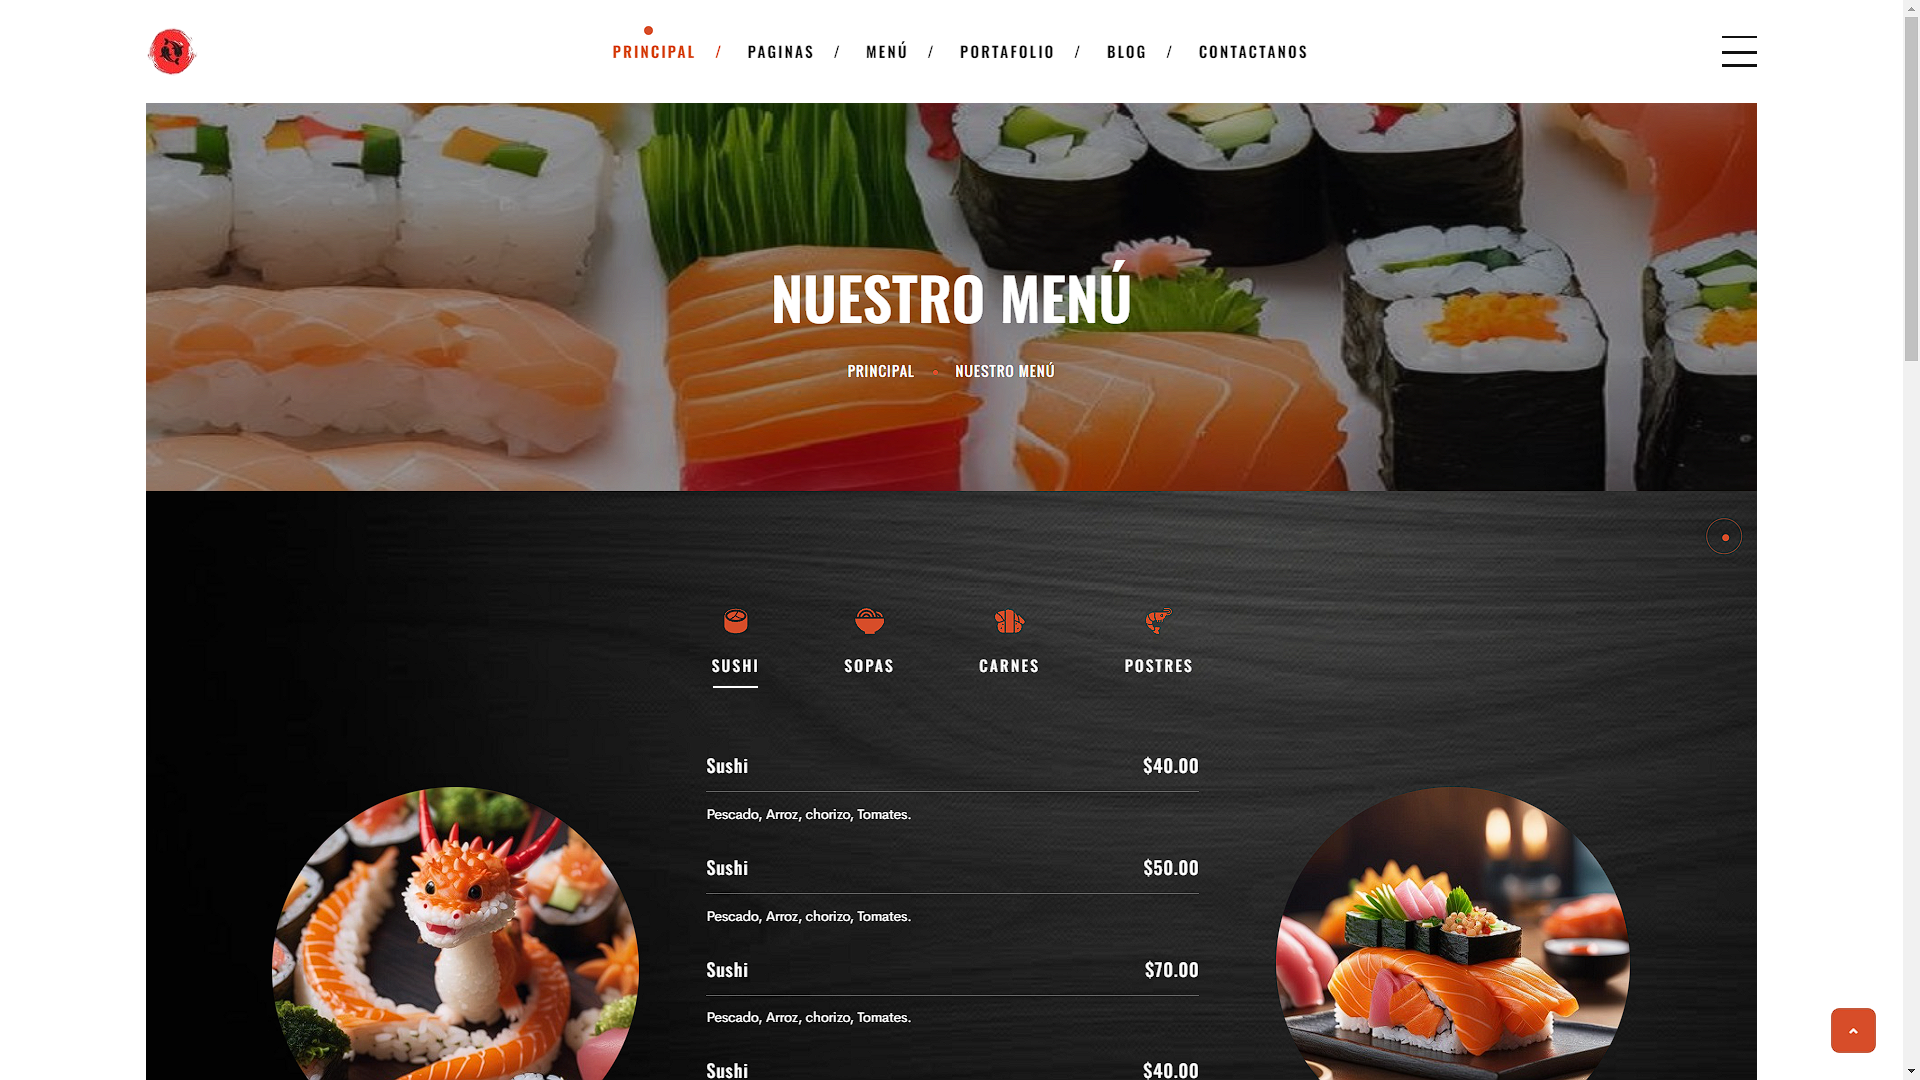 PRINCIPAL / PAGINAS / MENÚ / PORTAFOLIO / BLOG / CONTACTANOS
NUESTRO MENÚ
PRINCIPAL • NUESTRO MENÚ
SUSHI SOPAS CARNES POSTRES
Sushi $40.00
Pescado, Arroz, chorizo, Tomates.
Sushi $50.00
Pescado, Arroz, chorizo, Tomates.
Sushi $70.00
Pescado, Arroz, chorizo, Tomates.
Sushi $40.00